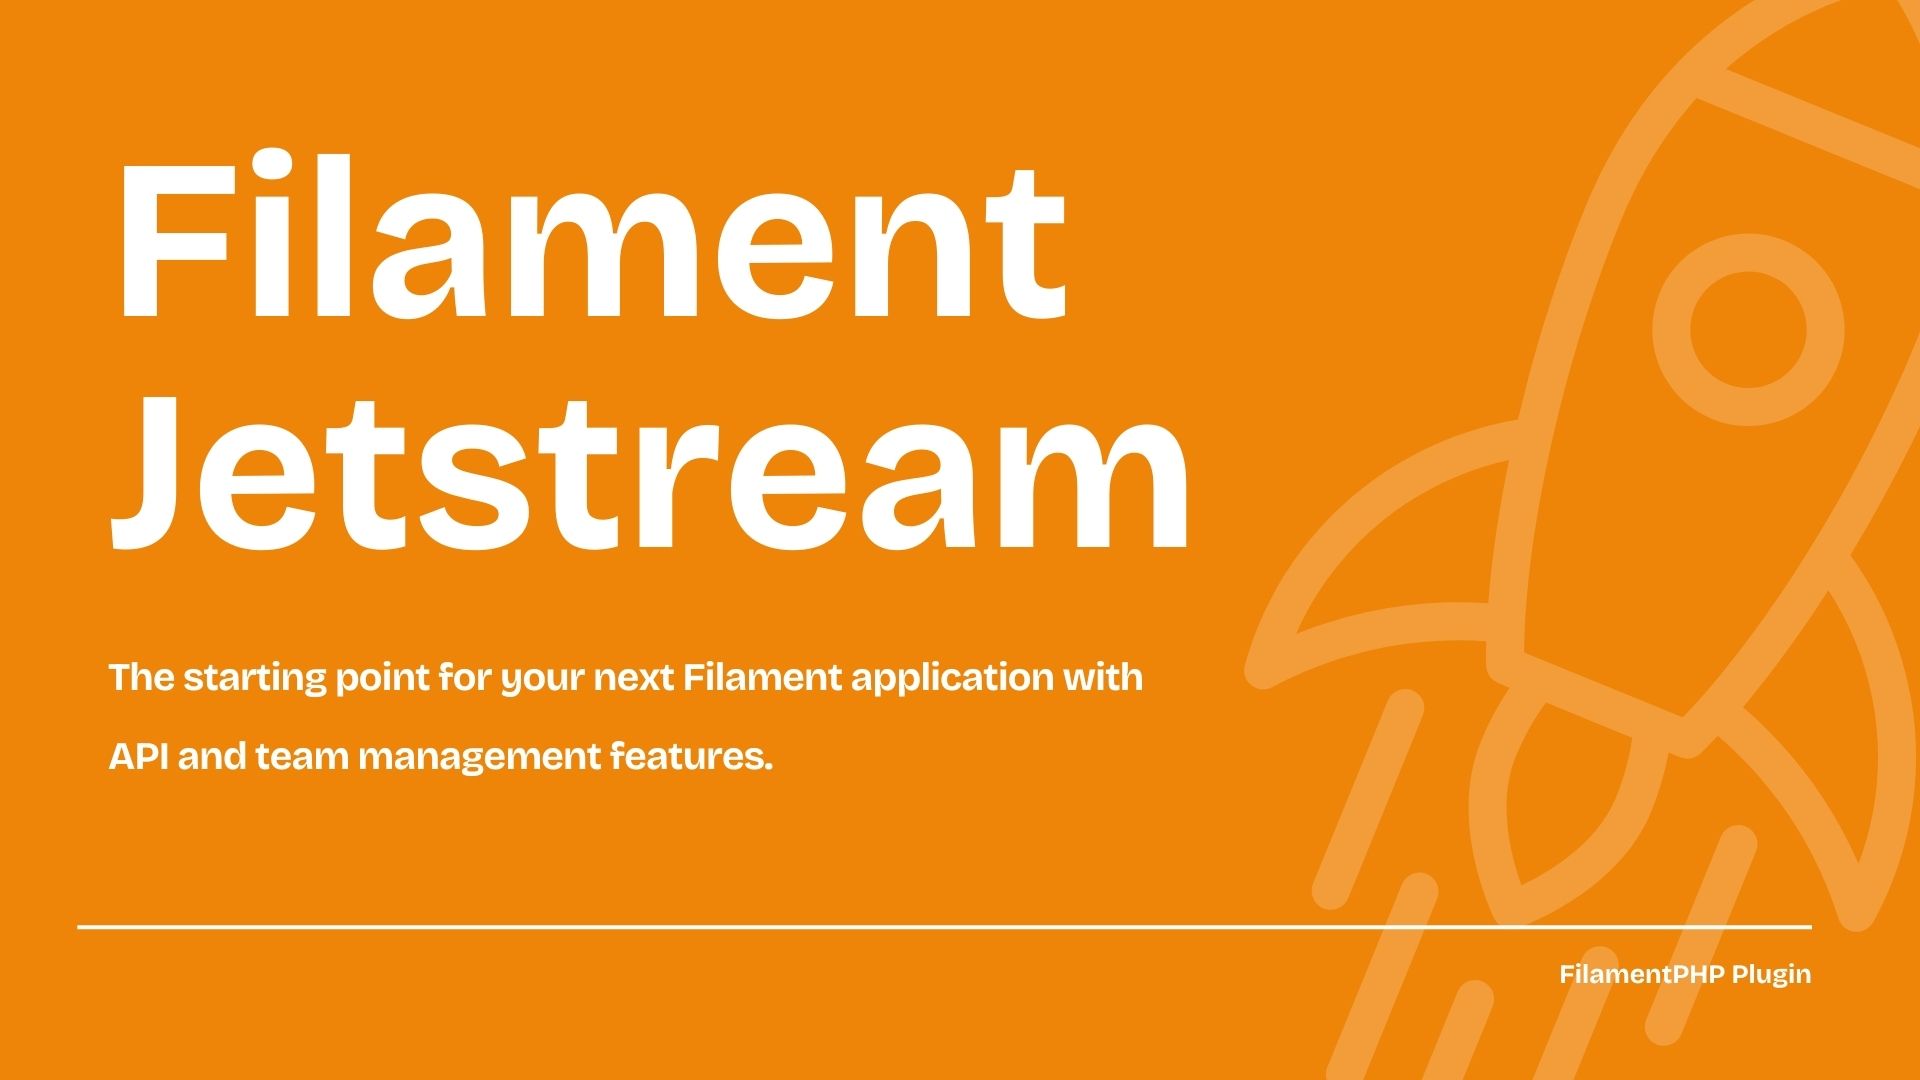 Filament
Jetstream
The starting point for your next Filament application with
API and team management features.
FilamentPHP Plugin